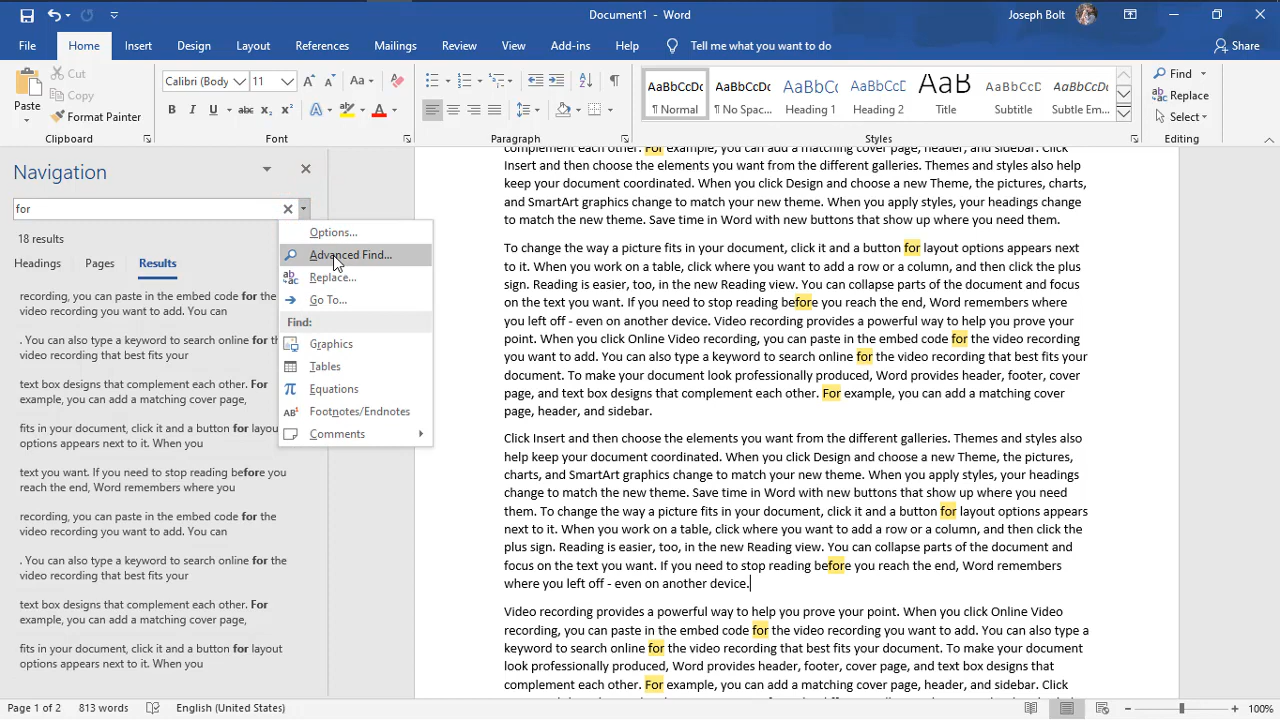 Document1 - Word
Joseph Bolt
File Home Insert Design Layout References Mailings Review View Add-ins Help Tell me what you want to do Share
Paste
Cut
Copy
Format Painter
Clipboard
Calibri (Body 11
B I U abc x₂ x²
Font
Paragraph
AaBbCcDc AaBbCcDc AaBbCc AaBbCcD AaB AaBbCcD AaBbCcDc
¶ Normal ¶ No Spac... Heading 1 Heading 2 Title Subtitle Subtle Em...
Styles
Find
Replace
Select
Editing
Navigation
for
18 results
Headings Pages Results
recording, you can paste in the embed code for the
video recording you want to add. You can
. You can also type a keyword to search online for the
video recording that best fits your
text box designs that complement each other. For
example, you can add a matching cover page,
fits in your document, click it and a button for layou
options appears next to it. When you
text you want. If you need to stop reading before you
reach the end, Word remembers where you
recording, you can paste in the embed code for the
video recording you want to add. You can
. You can also type a keyword to search online for the
video recording that best fits your
text box designs that complement each other. For
example, you can add a matching cover page,
fits in your document, click it and a button for layout
options appears next to it. When you
Options...
Advanced Find...
Replace...
Go To...
Find:
Graphics
Tables
Equations
Footnotes/Endnotes
Comments
complement each other. For example, you can add a matching cover page, header, and sidebar. Click
Insert and then choose the elements you want from the different galleries. Themes and styles also help
keep your document coordinated. When you click Design and choose a new Theme, the pictures, charts,
and SmartArt graphics change to match your new theme. When you apply styles, your headings change
to match the new theme. Save time in Word with new buttons that show up where you need them.
To change the way a picture fits in your document, click it and a button for layout options appears next
to it. When you work on a table, click where you want to add a row or a column, and then click the plus
sign. Reading is easier, too, in the new Reading view. You can collapse parts of the document and focus
on the text you want. If you need to stop reading before you reach the end, Word remembers where
you left off - even on another device. Video recording provides a powerful way to help you prove your
point. When you click Online Video recording, you can paste in the embed code for the video recording
you want to add. You can also type a keyword to search online for the video recording that best fits your
document. To make your document look professionally produced, Word provides header, footer, cover
page, and text box designs that complement each other. For example, you can add a matching cover
page, header, and sidebar.
Click Insert and then choose the elements you want from the different galleries. Themes and styles also
help keep your document coordinated. When you click Design and choose a new Theme, the pictures,
charts, and SmartArt graphics change to match your new theme. When you apply styles, your headings
change to match the new theme. Save time in Word with new buttons that show up where you need
them. To change the way a picture fits in your document, click it and a button for layout options appears
next to it. When you work on a table, click where you want to add a row or a column, and then click the
plus sign. Reading is easier, too, in the new Reading view. You can collapse parts of the document and
focus on the text you want. If you need to stop reading before you reach the end, Word remembers
where you left off - even on another device.
Video recording provides a powerful way to help you prove your point. When you click Online Video
recording, you can paste in the embed code for the video recording you want to add. You can also type a
keyword to search online for the video recording that best fits your document. To make your document
look professionally produced, Word provides header, footer, cover page, and text box designs that
complement each other. For example, you can add a matching cover page, header, and sidebar. Click
Page 1 of 2 813 words English (United States) 100%